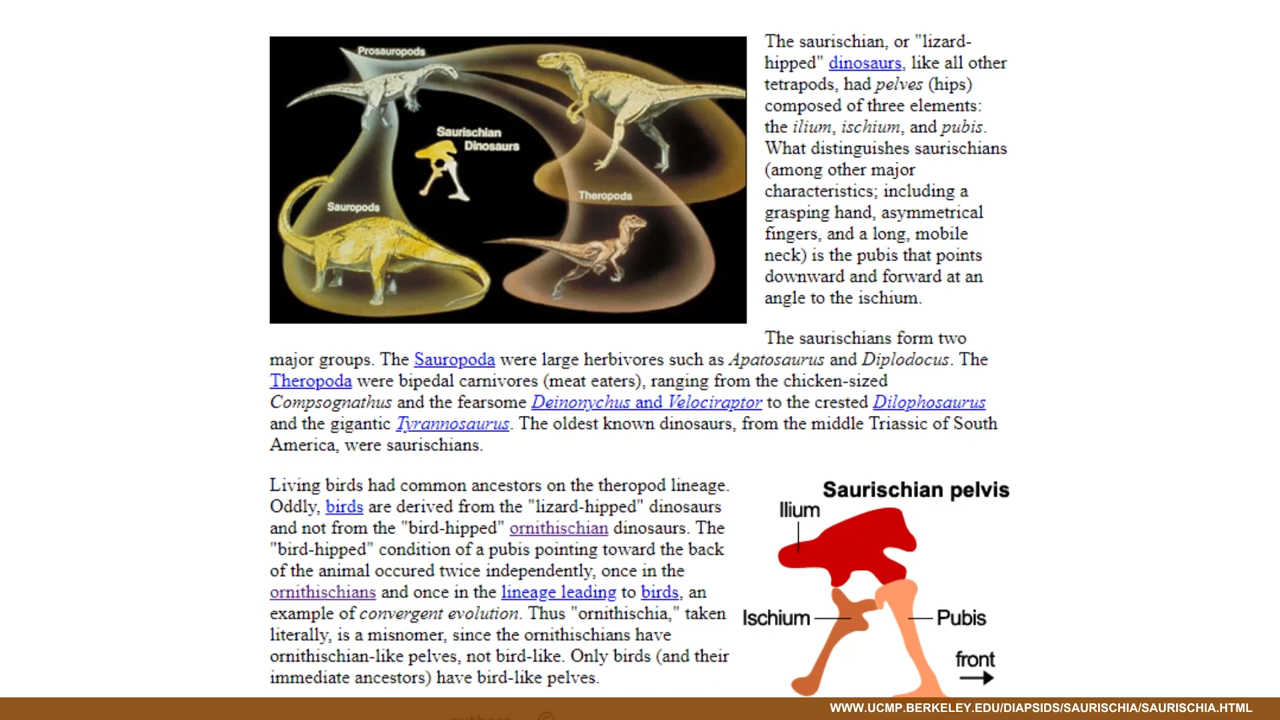 Prosauropods
Saurischian
Dinosaurs
Theropods
Sauropods
The saurischian, or "lizard-
hipped" dinosaurs, like all other
tetrapods, had pelves (hips)
composed of three elements:
the ilium, ischium, and pubis.
What distinguishes saurischians
(among other major
characteristics; including a
grasping hand, asymmetrical
fingers, and a long, mobile
neck) is the pubis that points
downward and forward at an
angle to the ischium.
The saurischians form two
major groups. The Sauropoda were large herbivores such as Apatosaurus and Diplodocus. The
Theropoda were bipedal carnivores (meat eaters), ranging from the chicken-sized
Compsognathus and the fearsome Deinonychus and Velociraptor to the crested Dilophosaurus
and the gigantic Tyrannosaurus. The oldest known dinosaurs, from the middle Triassic of South
America, were saurischians.
Living birds had common ancestors on the theropod lineage.
Oddly, birds are derived from the "lizard-hipped" dinosaurs
and not from the "bird-hipped" ornithischian dinosaurs. The
"bird-hipped" condition of a pubis pointing toward the back
of the animal occured twice independently, once in the
ornithischians and once in the lineage leading to birds, an
example of convergent evolution. Thus "ornithischia," taken
literally, is a misnomer, since the ornithischians have
ornithischian-like pelves, not bird-like. Only birds (and their
immediate ancestors) have bird-like pelves.
Saurischian pelvis
Ilium
Ischium
Pubis
front
WWW.UCMP.BERKELEY.EDU/DIAPSIDS/SAURISCHIA/SAURISCHIA.HTML